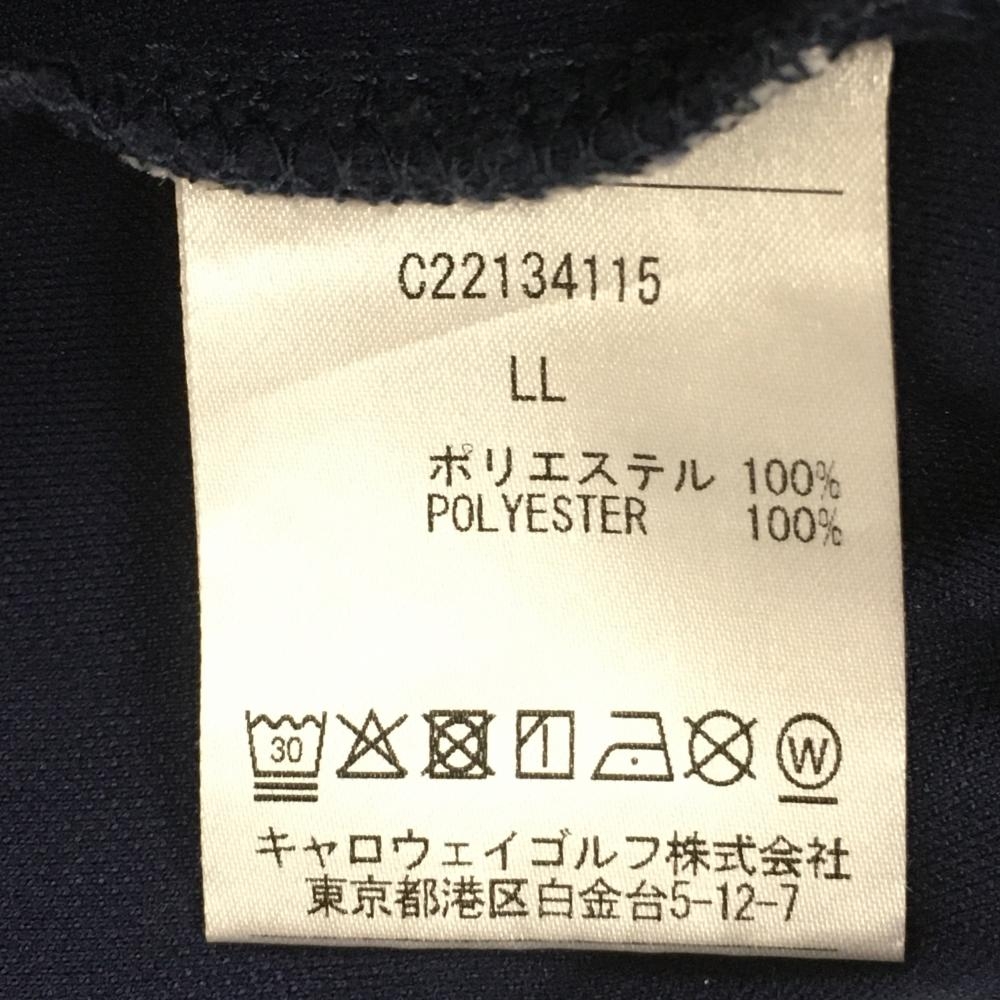 C22134115
LL
ポリエステル 100%
POLYESTER 100%
30
W
キャロウェイゴルフ株式会社
東京都港区白金台5-12-7